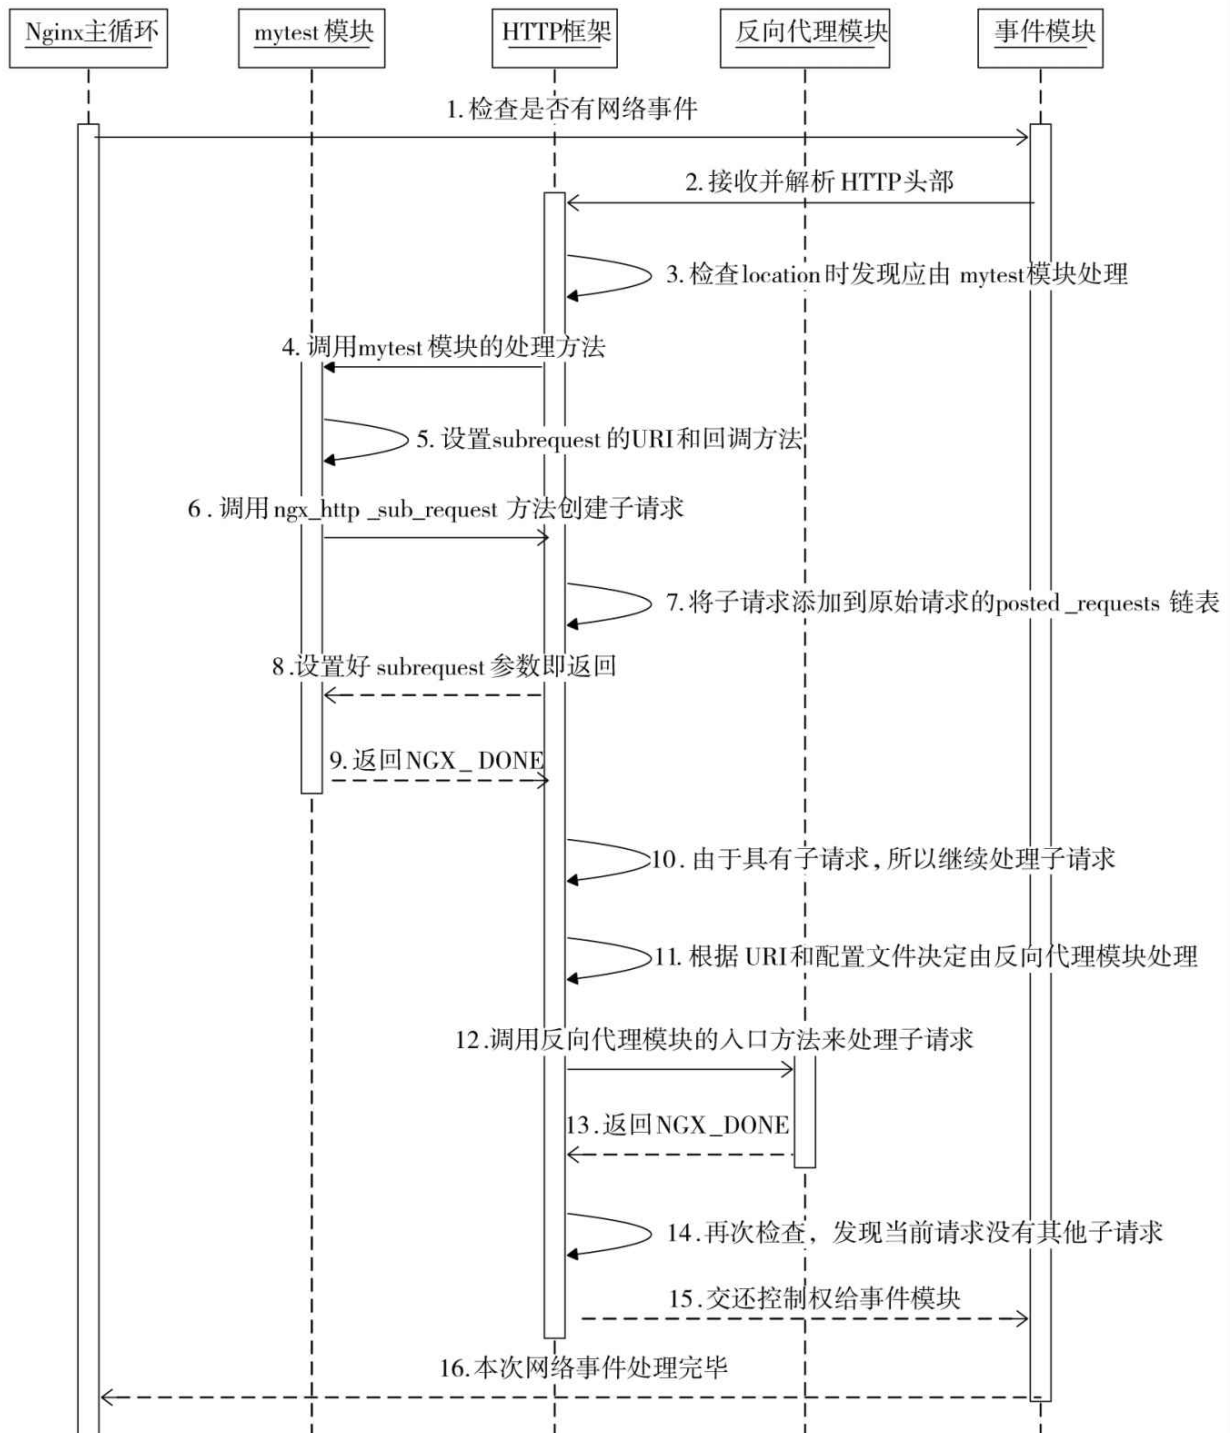 Nginx主循环
mytest 模块
HTTP框架
反向代理模块
事件模块
1.检查是否有网络事件
2.接收并解析 HTTP头部
3.检查location时发现应由 mytest模块处理
4. 调用mytest 模块的处理方法
5. 设置subrequest 的URI和回调方法
6 . 调用ngx_http _sub_request 方法创建子请求
7.将子请求添加到原始请求的posted _requests 链表
8.设置好 subrequest 参数即返回
9.返回NGX_ DONE
10. 由于具有子请求,所以继续处理子请求
11. 根据 URI和配置文件决定由反向代理模块处理
12.调用反向代理模块的入口方法来处理子请求
13.返回NGX_DONE
14.再次检查，发现当前请求没有其他子请求
15.交还控制权给事件模块
16.本次网络事件处理完毕